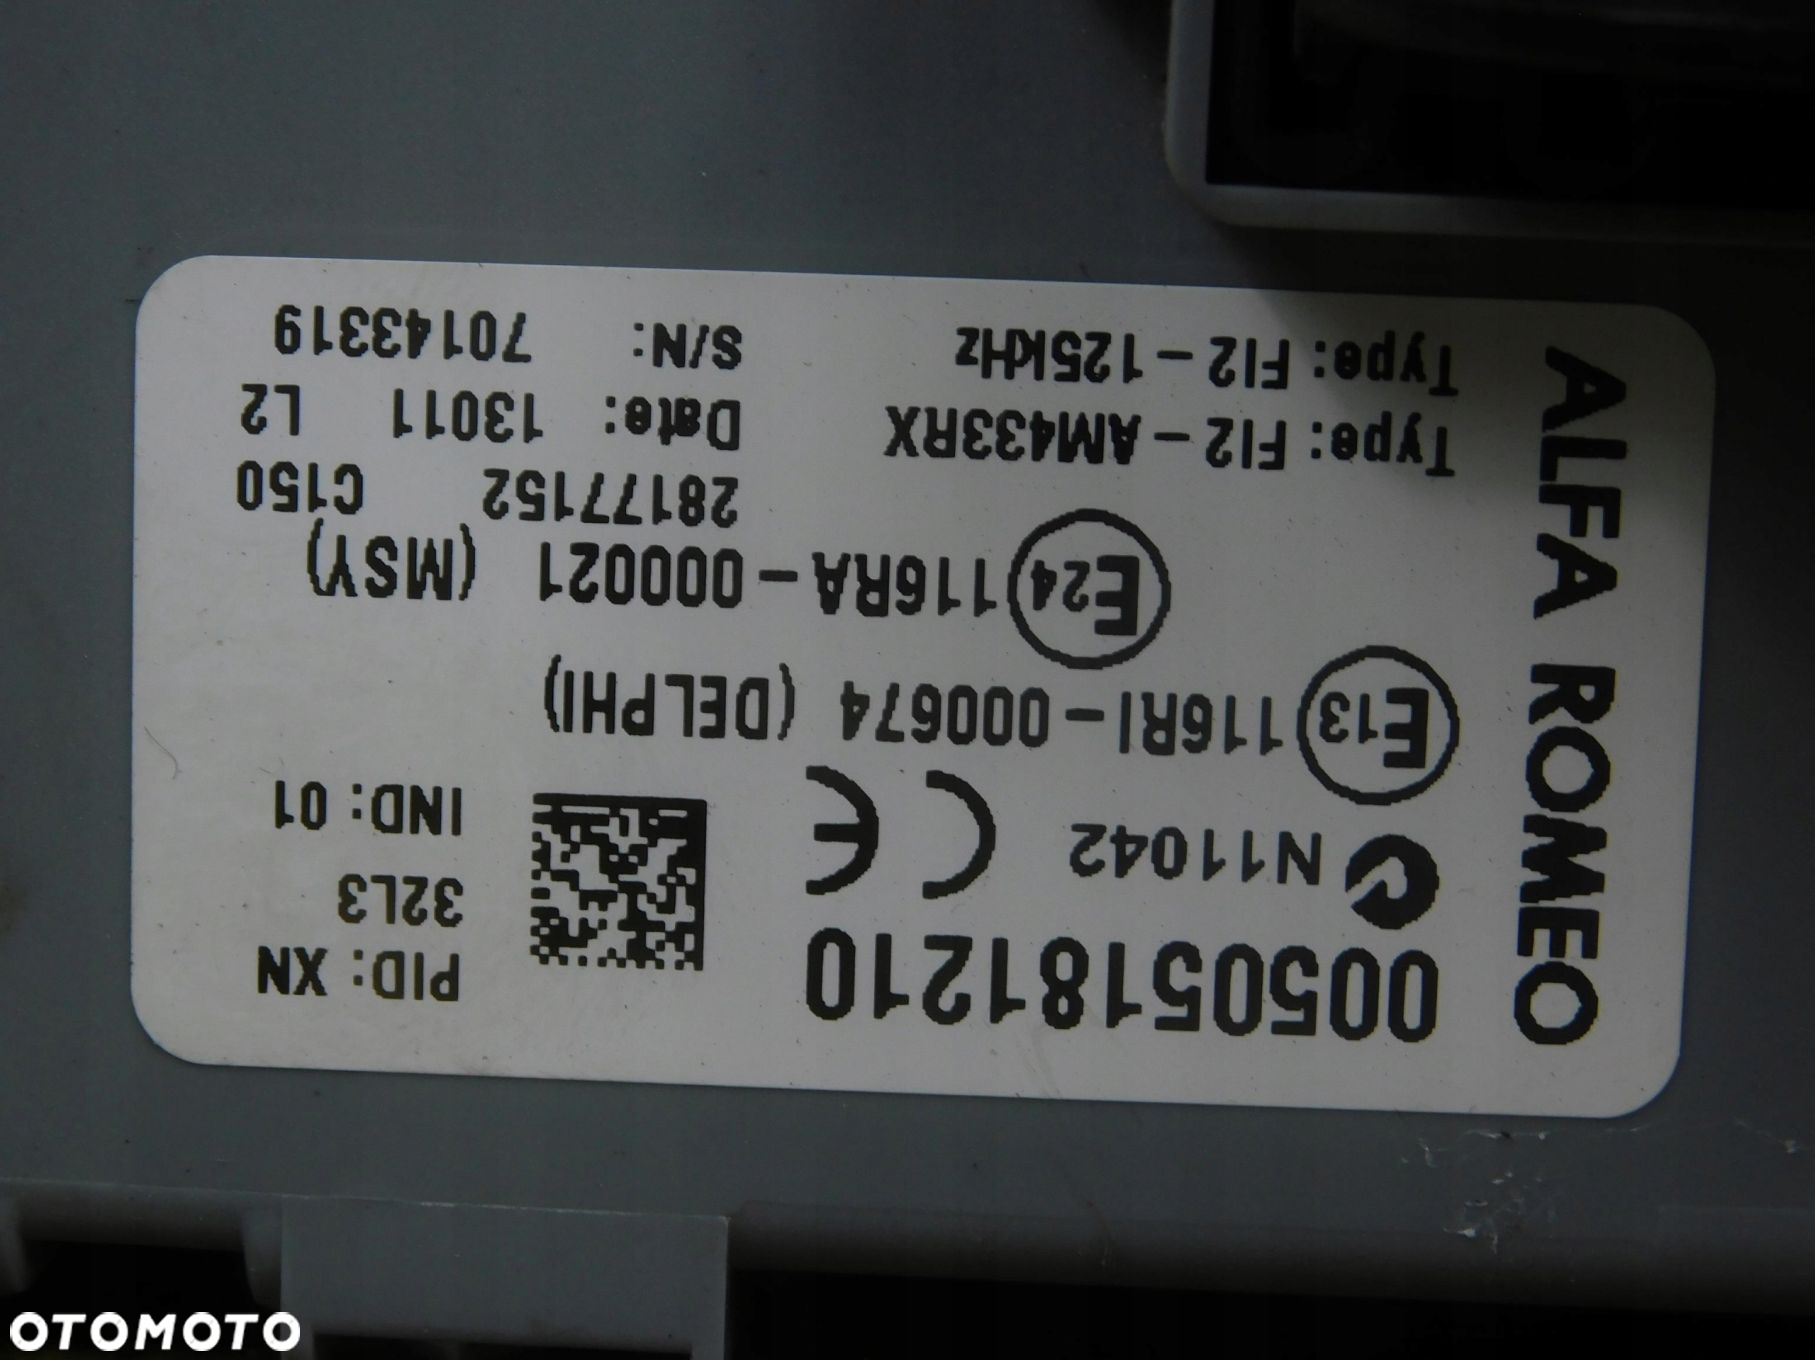 ALFA ROMEO
00505181210
PID: XN
32L3
N11042
IND: 01
E13 116RI-000674 (DELPHI)
E24 116RA-000021 (MSY)
28177152 C150
Type: FI2-AM433RX
Date: 13011 L2
Type: FI2-125kHz
S/N: 70143319
OTOMOTO